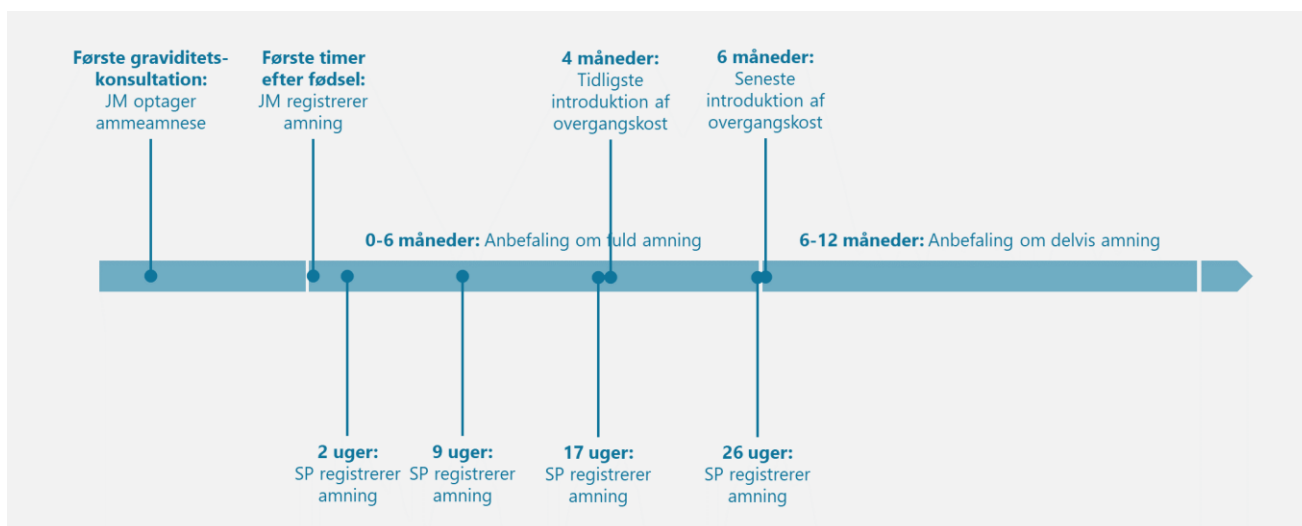 Første graviditets-
konsultation:
JM optager
ammeamnese
Første timer
efter fødsel:
JM registrerer
amning
4 måneder:
Tidligste
introduktion af
overgangskost
6 måneder:
Seneste
introduktion af
overgangskost
0-6 måneder: Anbefaling om fuld amning
6-12 måneder: Anbefaling om delvis amning
2 uger:
SP registrerer
amning
9 uger:
SP registrerer
amning
17 uger:
SP registrerer
amning
26 uger:
SP registrerer
amning